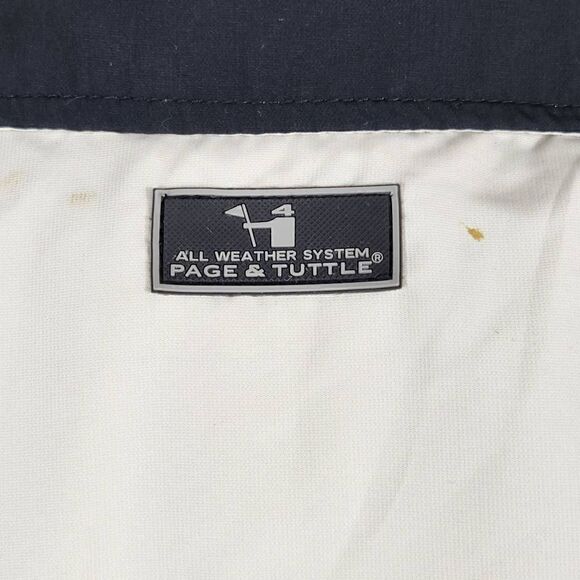 4
ALL WEATHER SYSTEM
PAGE & TUTTLE®